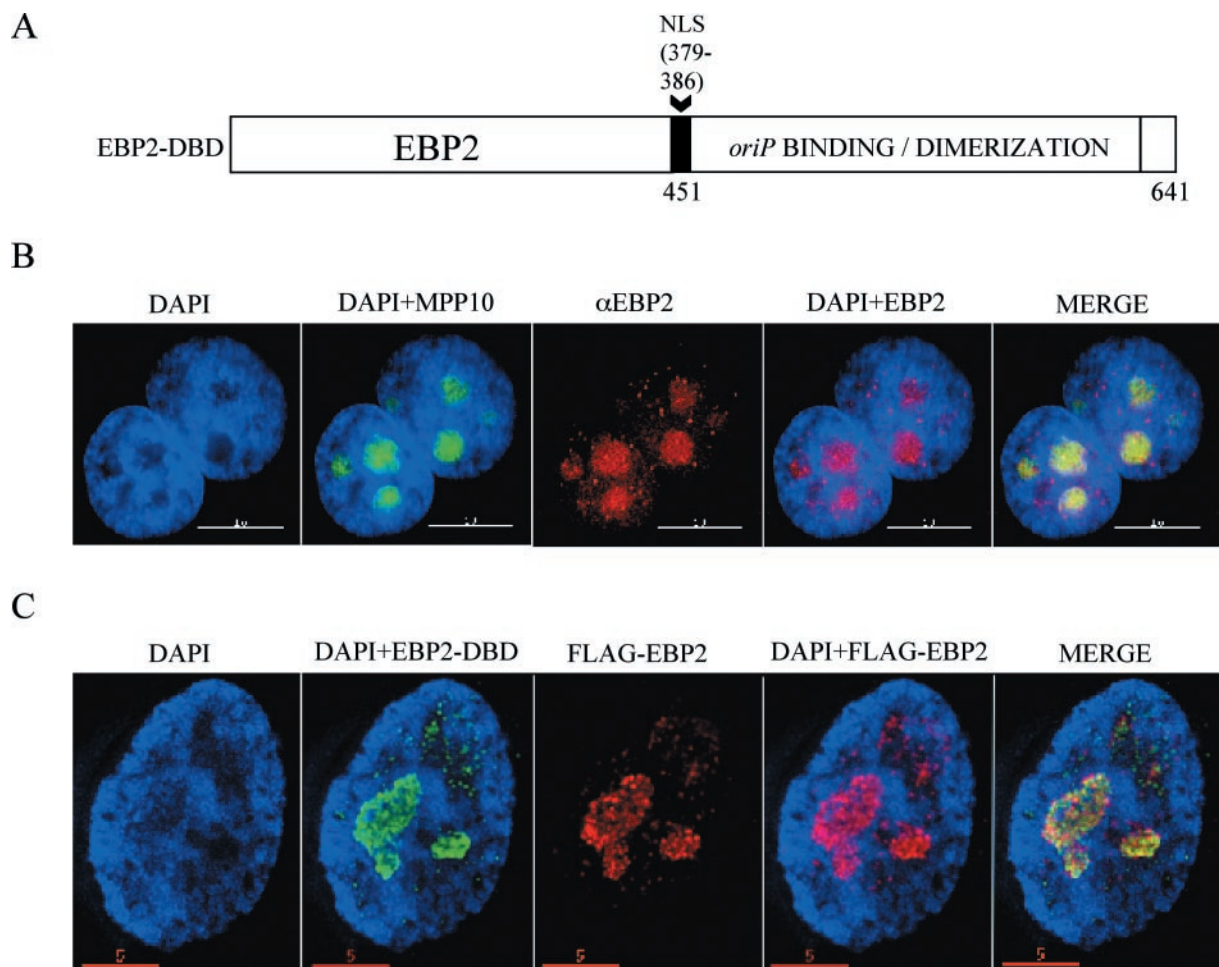 A
NLS
(379-
386)
EBP2-DBD
EBP2
oriP BINDING / DIMERIZATION
451
641
B
DAPI
DAPI+MPP10
αEBP2
DAPI+EBP2
MERGE
C
DAPI
DAPI+EBP2-DBD
FLAG-EBP2
DAPI+FLAG-EBP2
MERGE
5
5
5
5
5